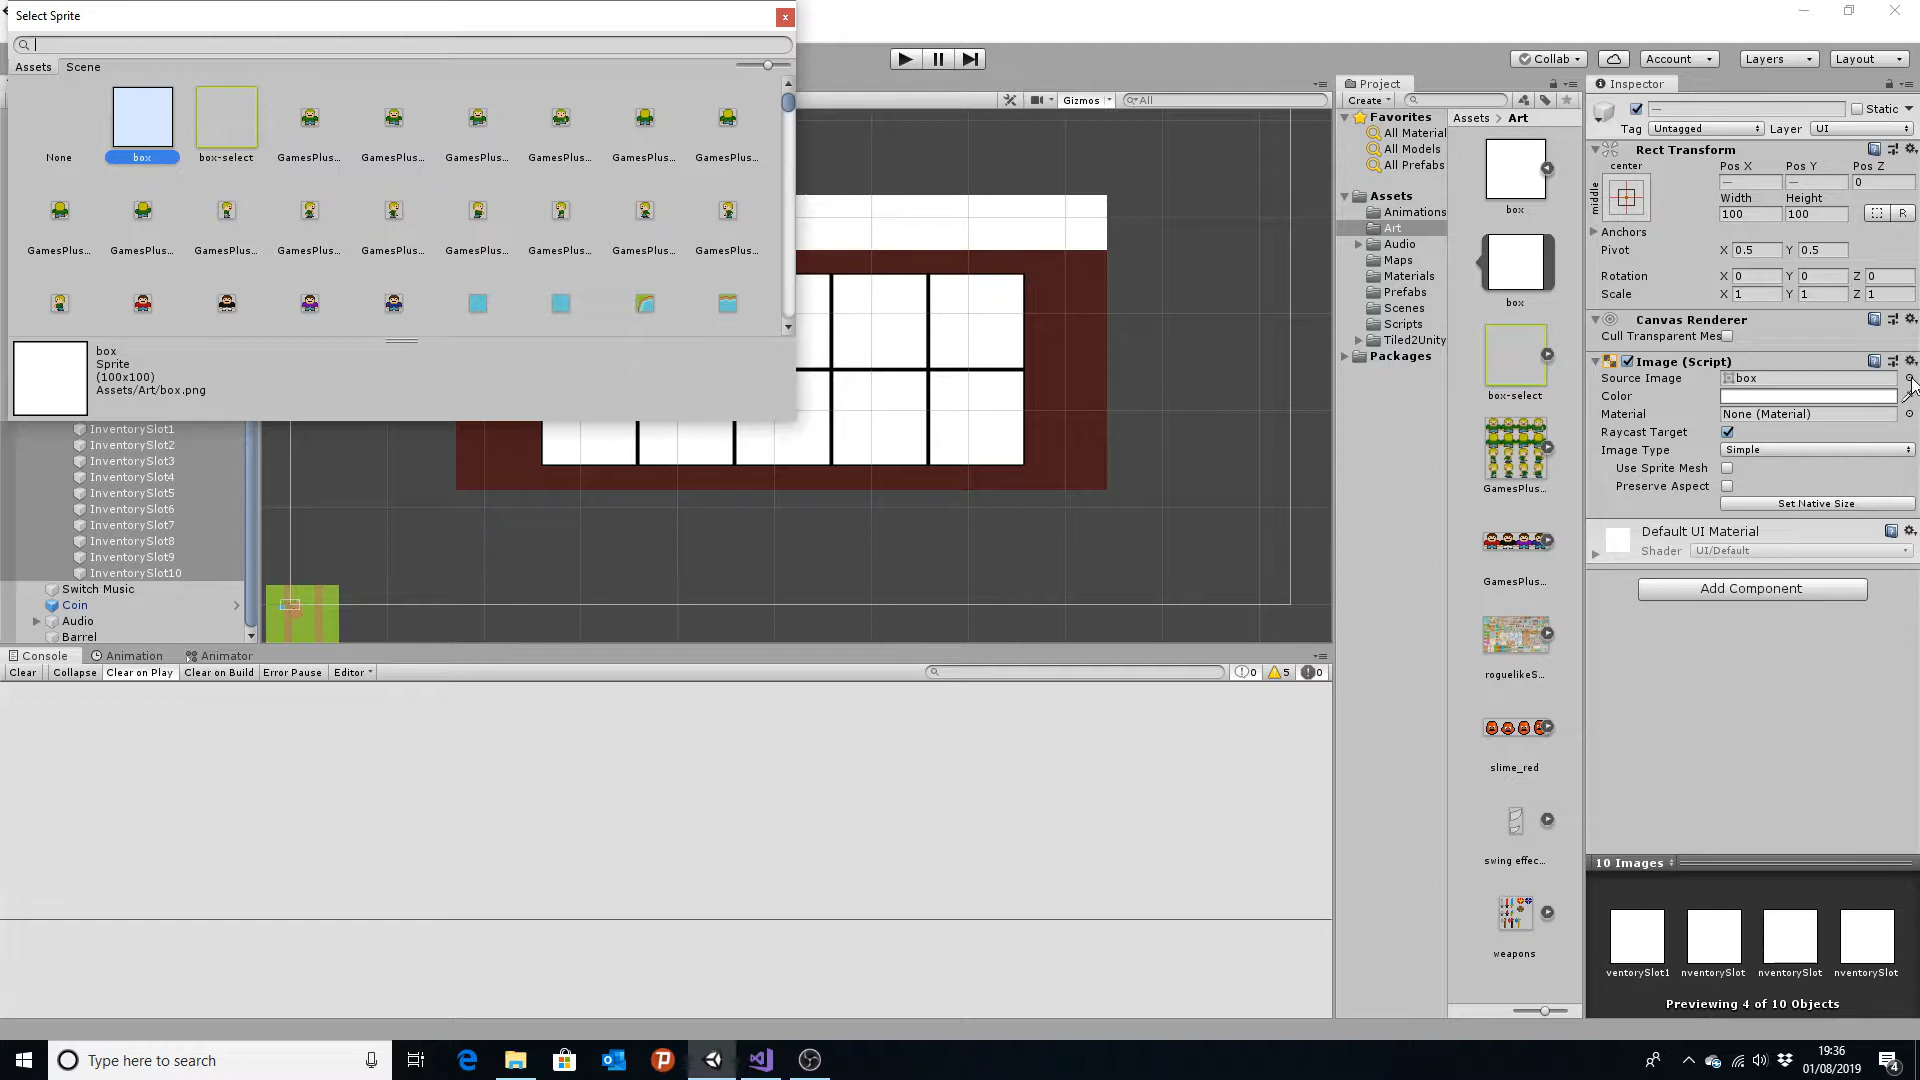 Select Sprite
x
Assets Scene
None box box-select GamesPlus... GamesPlus... GamesPlus... GamesPlus... GamesPlus... GamesPlus...
GamesPlus... GamesPlus... GamesPlus... GamesPlus... GamesPlus... GamesPlus... GamesPlus... GamesPlus... GamesPlus...
box
Sprite
(100x100)
Assets/Art/box.png
Collab
Account
Layers
Layout
Gizmos
All
InventorySlot1
InventorySlot2
InventorySlot3
InventorySlot4
InventorySlot5
InventorySlot6
InventorySlot7
InventorySlot8
InventorySlot9
InventorySlot10
Switch Music
Coin
Audio
Barrel
Console Animation Animator
Clear Collapse Clear on Play Clear on Build Error Pause Editor
0 5 0
Project
Create
Favorites
All Material
All Models
All Prefabs
Assets
Animations
Art
Audio
Maps
Materials
Prefabs
Scenes
Scripts
Tiled2Unity
Packages
Assets > Art
box
box
box-select
GamesPlus...
GamesPlus...
roguelikeS...
slime_red
swing effec...
weapons
Inspector
— Static
Tag Untagged Layer UI
Rect Transform
center Pos X Pos Y Pos Z
middle
— — 0
Width Height
100 100 R
Anchors
Pivot X 0.5 Y 0.5
Rotation X 0 Y 0 Z 0
Scale X 1 Y 1 Z 1
Canvas Renderer
Cull Transparent Mes
Image (Script)
Source Image box
Color
Material None (Material)
Raycast Target
Image Type Simple
Use Sprite Mesh
Preserve Aspect
Set Native Size
Default UI Material
Shader UI/Default
Add Component
10 Images
ventorySlot1 nventorySlot nventorySlot nventorySlot
Previewing 4 of 10 Objects
Type here to search
19:36
01/08/2019
4